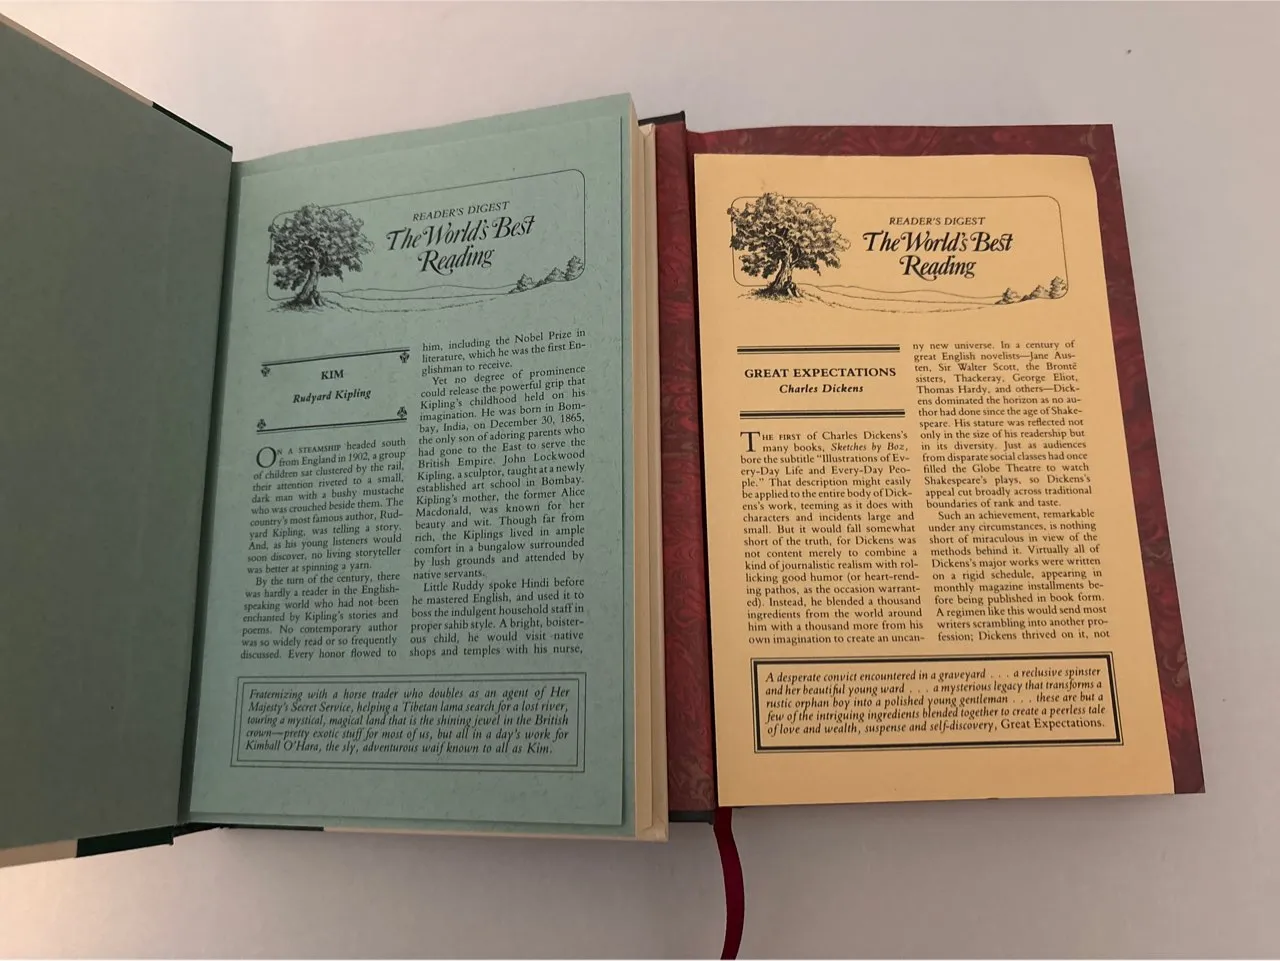 READER'S DIGEST
The World's Best
Reading
KIM
Rudyard Kipling
ON A STEAMSHIP headed south
from England in 1902, a group
of children sat clustered by the rail,
their attention riveted to a small,
dark man with a bushy mustache
who was crouched beside them. The
country's most famous author, Rud-
yard Kipling, was telling a story.
And, as his young listeners would
soon discover, no living storyteller
was better at spinning a yarn.
By the turn of the century, there
was hardly a reader in the English-
speaking world who had not been
enchanted by Kipling's stories and
poems. No contemporary author
was so widely read or so frequently
discussed. Every honor flowed to
him, including the Nobel Prize in
literature, which he was the first En-
glishman to receive.
Yet no degree of prominence
could release the powerful grip that
Kipling's childhood held on his
imagination. He was born in Bom-
bay, India, on December 30, 1865,
the only son of adoring parents who
had gone to the East to serve the
British Empire. John Lockwood
Kipling, a sculptor, taught at a newly
established art school in Bombay.
Kipling's mother, the former Alice
Macdonald, was known for her
beauty and wit. Though far from
rich, the Kiplings lived in ample
comfort in a bungalow surrounded
by lush grounds and attended by
native servants.
Little Ruddy spoke Hindi before
he mastered English, and used it to
boss the indulgent household staff in
proper sahib style. A bright, boister-
ous child, he would visit native
shops and temples with his nurse,
Fraternizing with a horse trader who doubles as an agent of Her
Majesty's Secret Service, helping a Tibetan lama search for a lost river,
touring a mystical, magical land that is the shining jewel in the British
crown—pretty exotic stuff for most of us, but all in a day's work for
Kimball O'Hara, the sly, adventurous waif known to all as Kim.
READER'S DIGEST
The World's Best
Reading
GREAT EXPECTATIONS
Charles Dickens
THE FIRST of Charles Dickens's
many books, Sketches by Boz,
bore the subtitle "Illustrations of Ev-
ery-Day Life and Every-Day Peo-
ple." That description might easily
be applied to the entire body of Dick-
ens's work, teeming as it does with
characters and incidents large and
small. But it would fall somewhat
short of the truth, for Dickens was
not content merely to combine a
kind of journalistic realism with rol-
licking good humor (or heart-rend-
ing pathos, as the occasion warrant-
ed). Instead, he blended a thousand
ingredients from the world around
him with a thousand more from his
own imagination to create an uncan-
ny new universe. In a century of
great English novelists—Jane Aus-
ten, Sir Walter Scott, the Brontë
sisters, Thackeray, George Eliot,
Thomas Hardy, and others—Dick-
ens dominated the horizon as no au-
thor had done since the age of Shake-
speare. His stature was reflected not
only in the size of his readership but
in its diversity. Just as audiences
from disparate social classes had once
filled the Globe Theatre to watch
Shakespeare's plays, so Dickens's
appeal cut broadly across traditional
boundaries of rank and taste.
Such an achievement, remarkable
under any circumstances, is nothing
short of miraculous in view of the
methods behind it. Virtually all of
Dickens's major works were written
on a rigid schedule, appearing in
monthly magazine installments be-
fore being published in book form.
A regimen like this would send most
writers scrambling into another pro-
fession; Dickens thrived on it, not
A desperate convict encountered in a graveyard . . . a reclusive spinster
and her beautiful young ward . . . a mysterious legacy that transforms a
rustic orphan boy into a polished young gentleman . . . these are but a
few of the intriguing ingredients blended together to create a peerless tale
of love and wealth, suspense and self-discovery, Great Expectations.